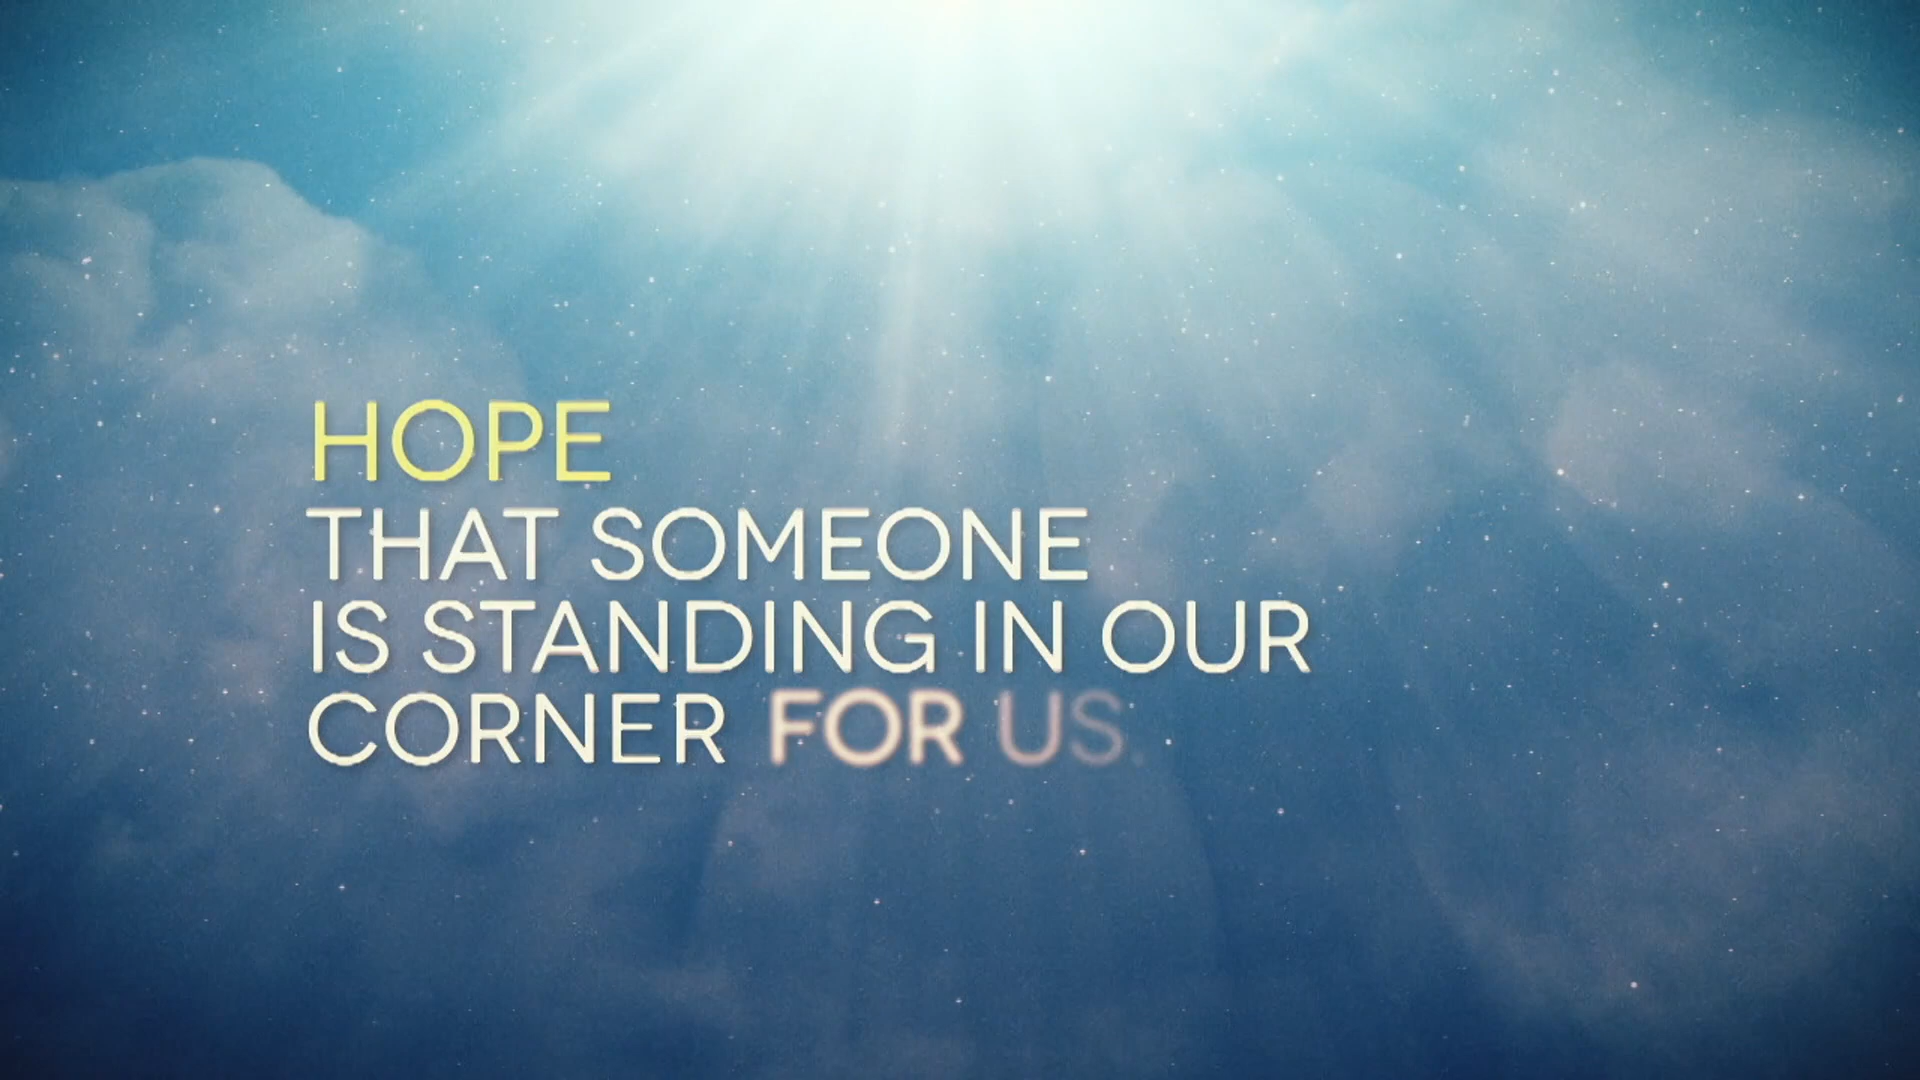 HOPE
THAT SOMEONE
IS STANDING IN OUR
CORNER FOR US.